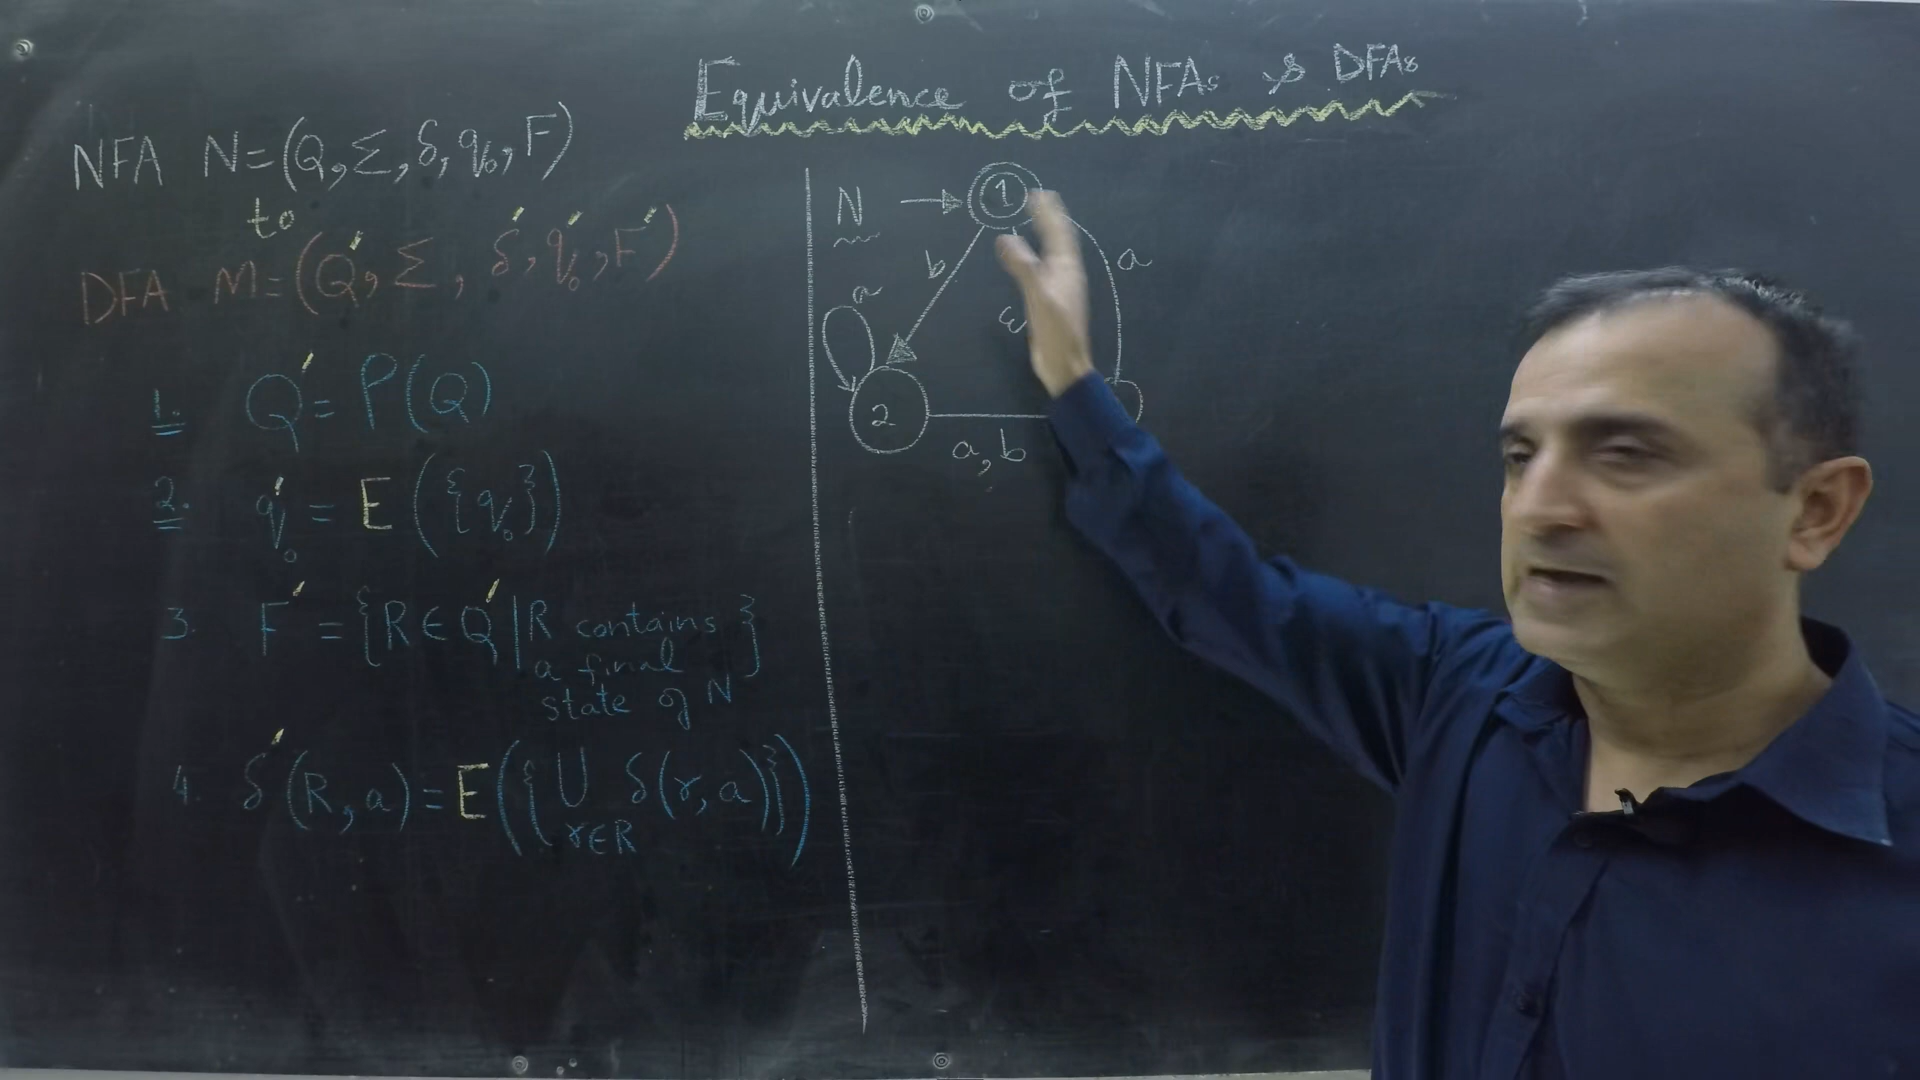 Equivalence of NFAs & DFAs
NFA N=(Q,Σ,δ,q₀,F)
to
DFA M=(Q',Σ,δ',q₀',F')
1. Q'=P(Q)
2. q₀'=E({q₀})
3. F'={R∈Q'|R contains
a final
state of N}
4. δ'(R,a)=E({∪ δ(r,a)})
r∈R
N
1
b
a
ε
a
2
a,b